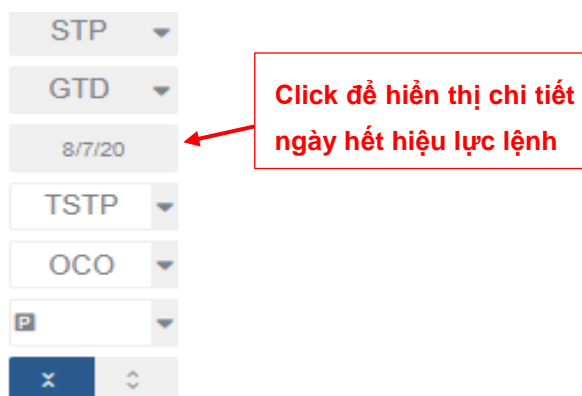 STP
GTD
Click để hiển thị chi tiết
ngày hết hiệu lực lệnh
8/7/20
TSTP
OCO
P